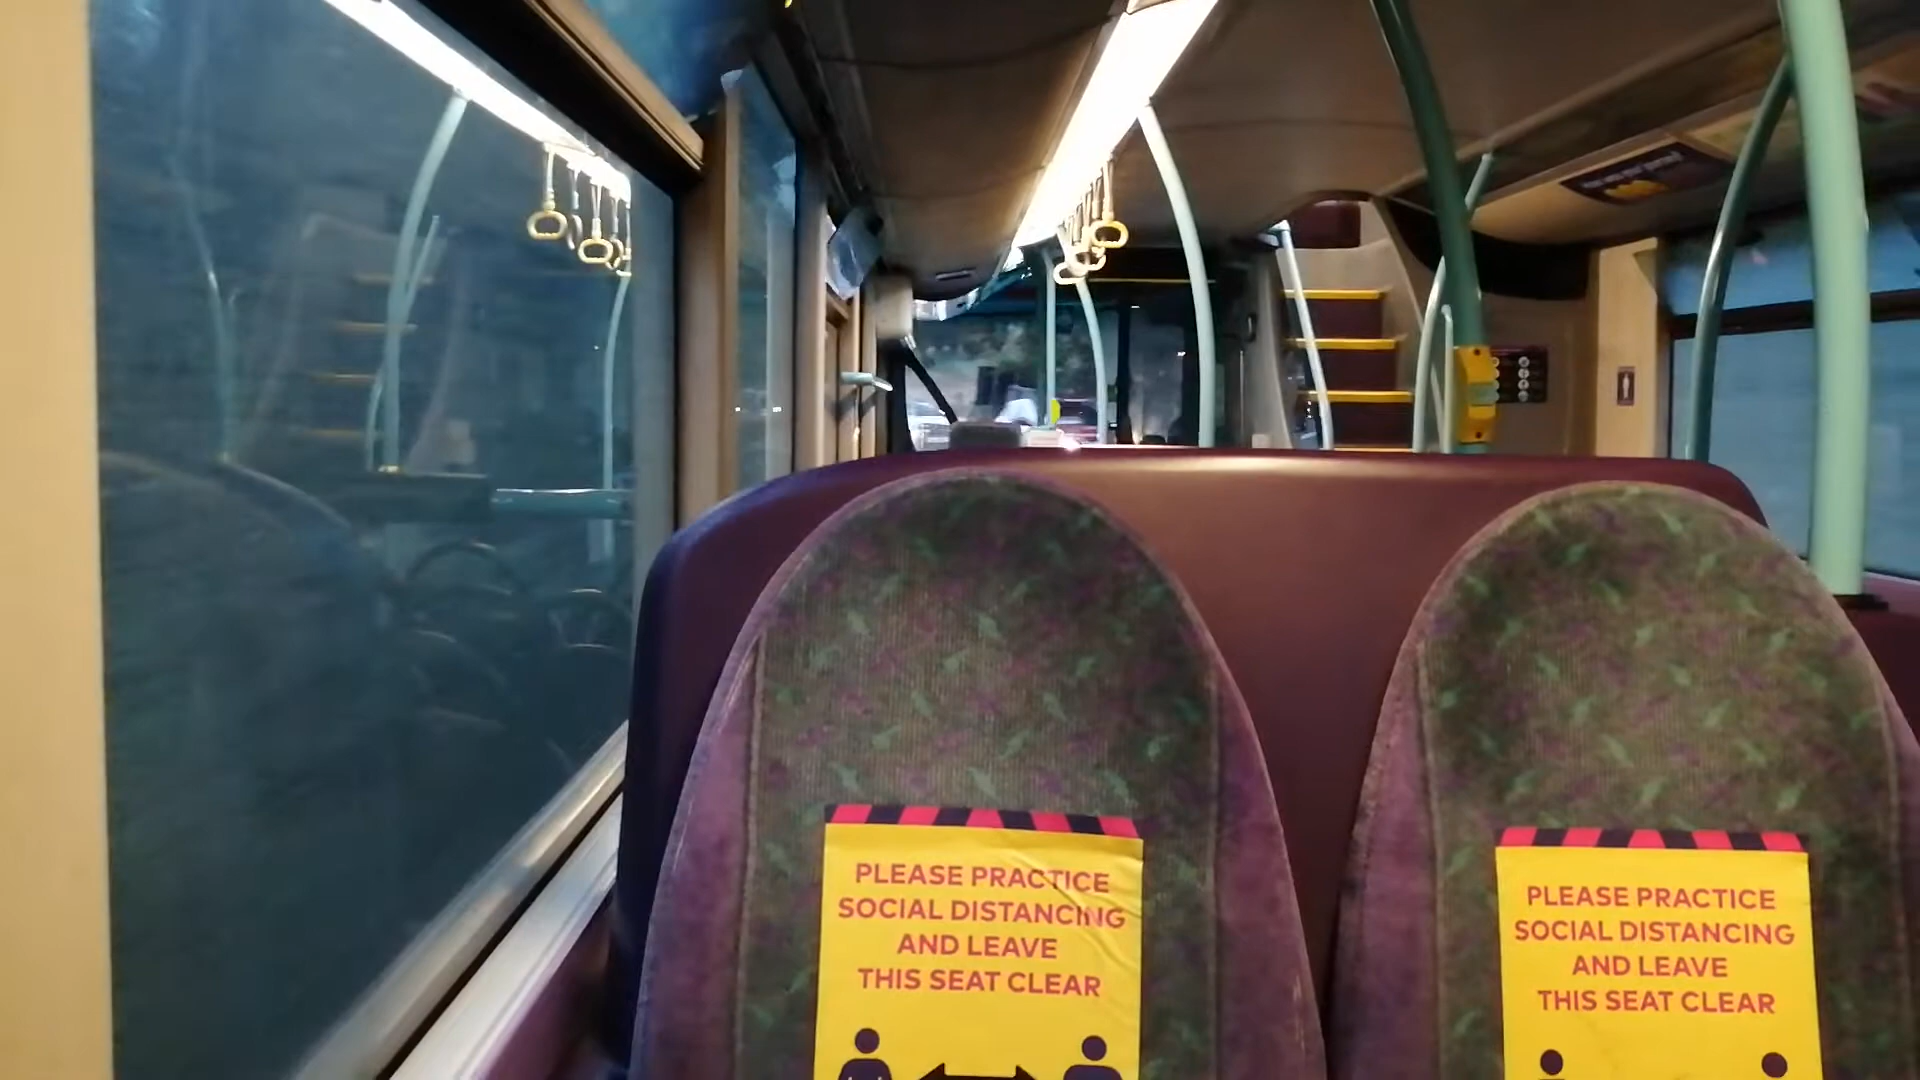 PLEASE PRACTICE
SOCIAL DISTANCING
AND LEAVE
THIS SEAT CLEAR
PLEASE PRACTICE
SOCIAL DISTANCING
AND LEAVE
THIS SEAT CLEAR